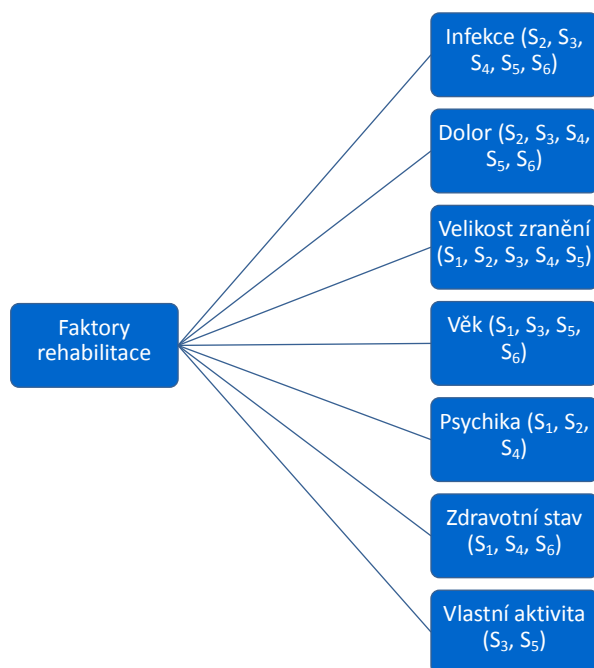 Infekce (S₂, S₃,
S₄, S₅, S₆)
Dolor (S₂, S₃, S₄,
S₅, S₆)
Velikost zranění
(S₁, S₂, S₃, S₄, S₅)
Faktory
rehabilitace
Věk (S₁, S₃, S₅,
S₆)
Psychika (S₁, S₂,
S₄)
Zdravotní stav
(S₁, S₄, S₆)
Vlastní aktivita
(S₃, S₅)